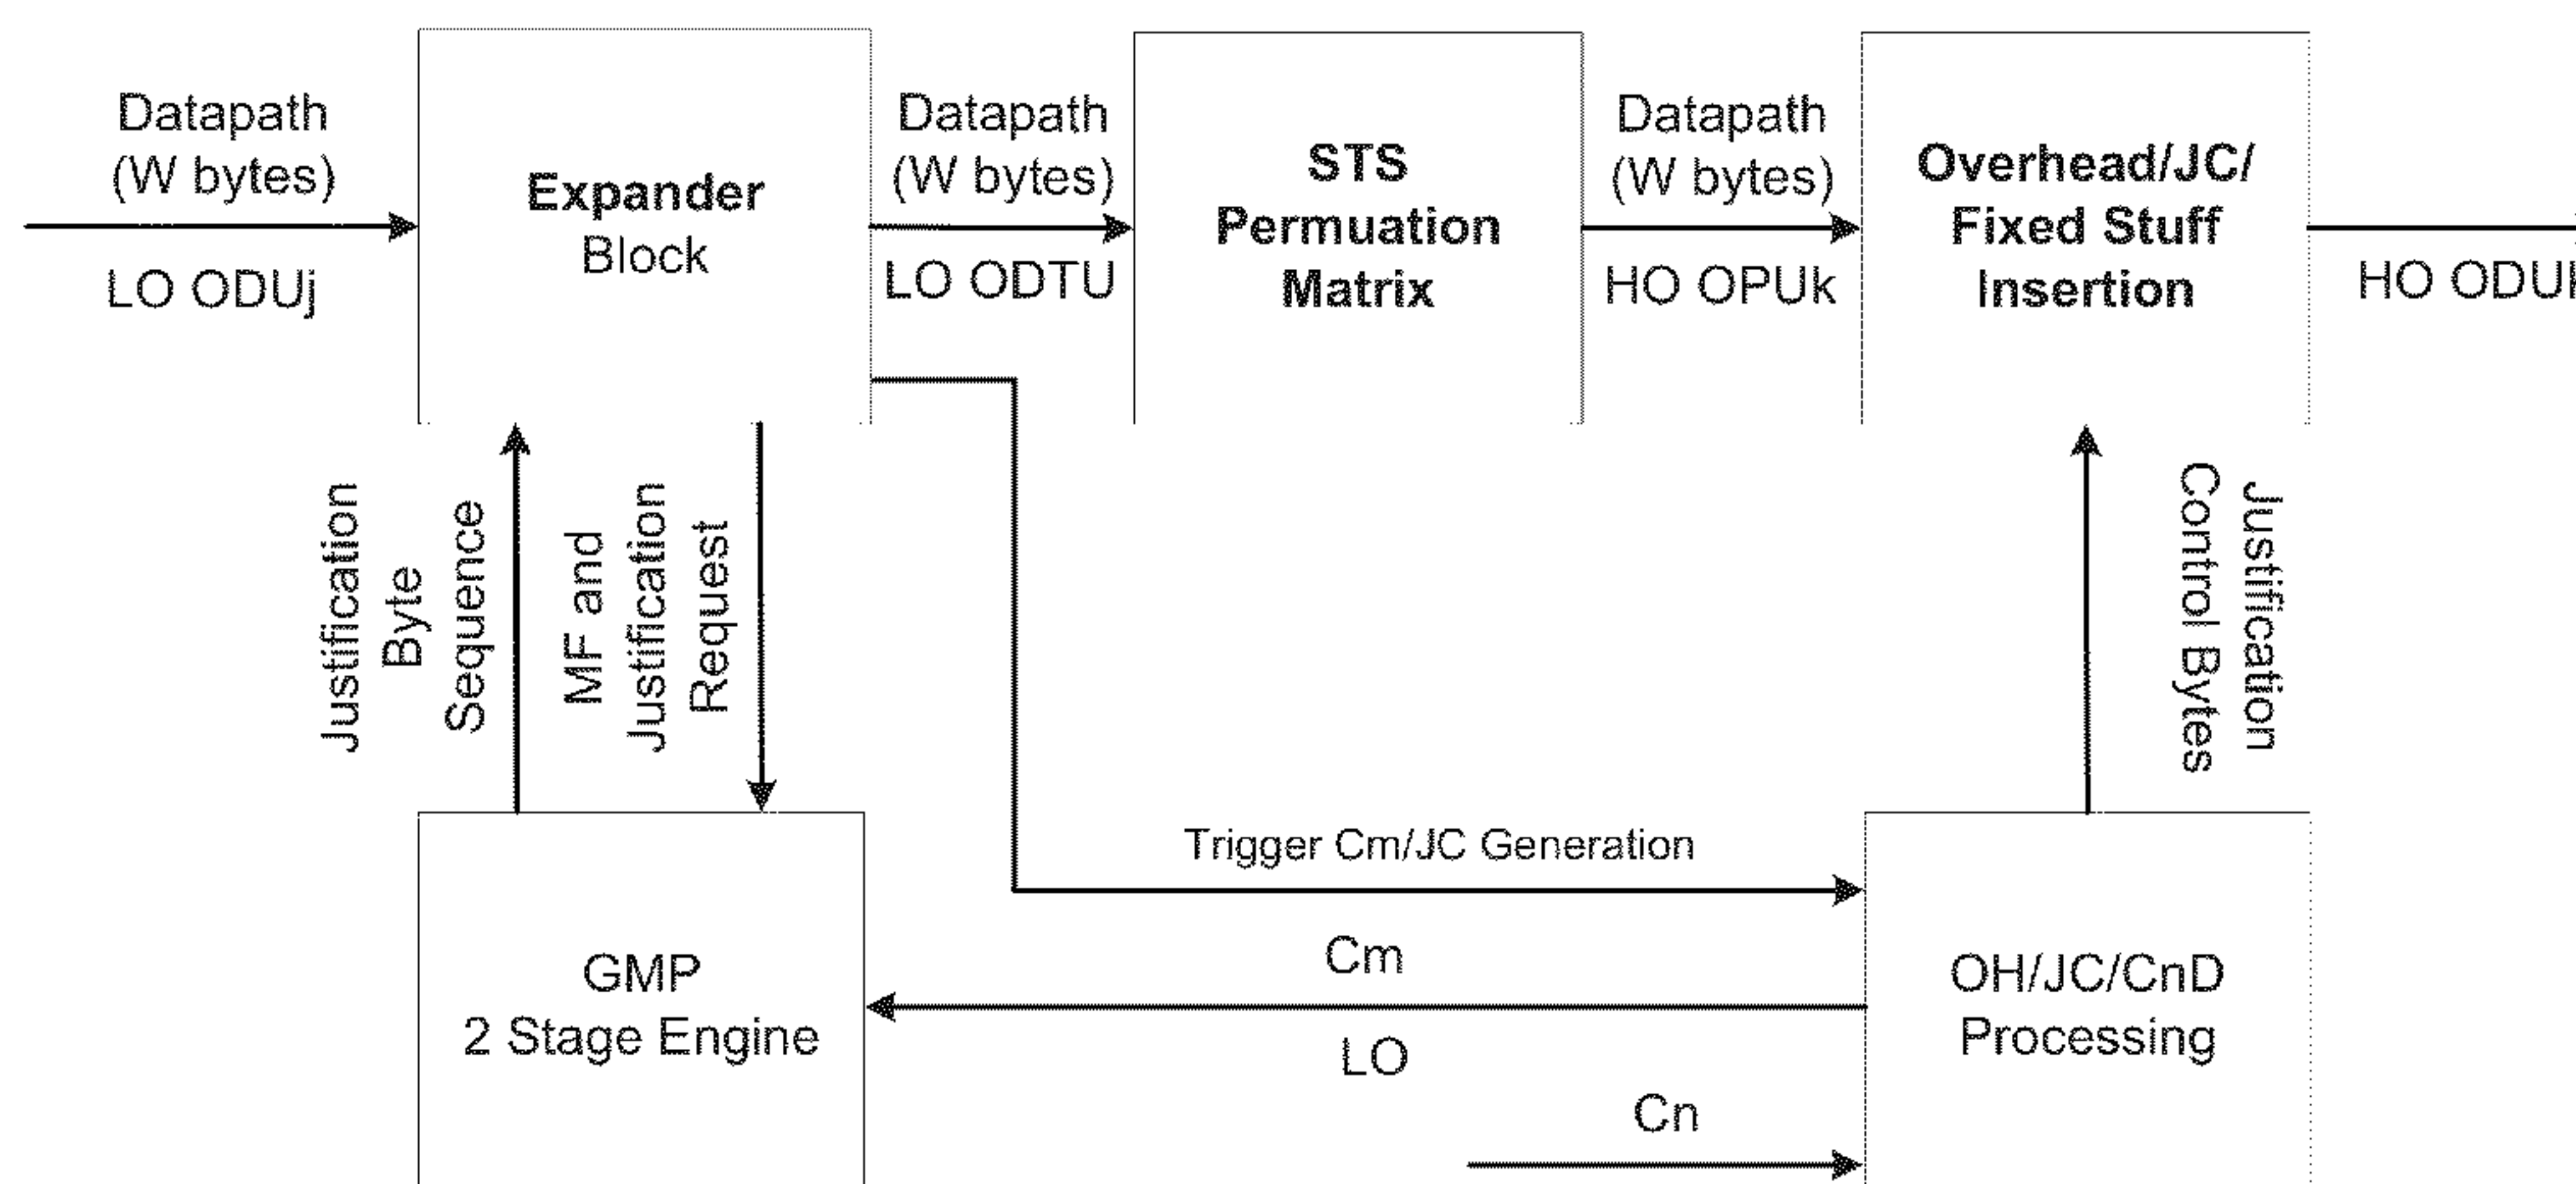 Datapath
(W bytes)
LO ODUj
Expander
Block
Datapath
(W bytes)
LO ODTU
STS
Permuation
Matrix
Datapath
(W bytes)
HO OPUk
Overhead/JC/
Fixed Stuff
Insertion
HO ODUk
Justification
Byte
Sequence
MF and
Justification
Request
Justification
Control Bytes
Trigger Cm/JC Generation
GMP
2 Stage Engine
Cm
LO
Cn
OH/JC/CnD
Processing